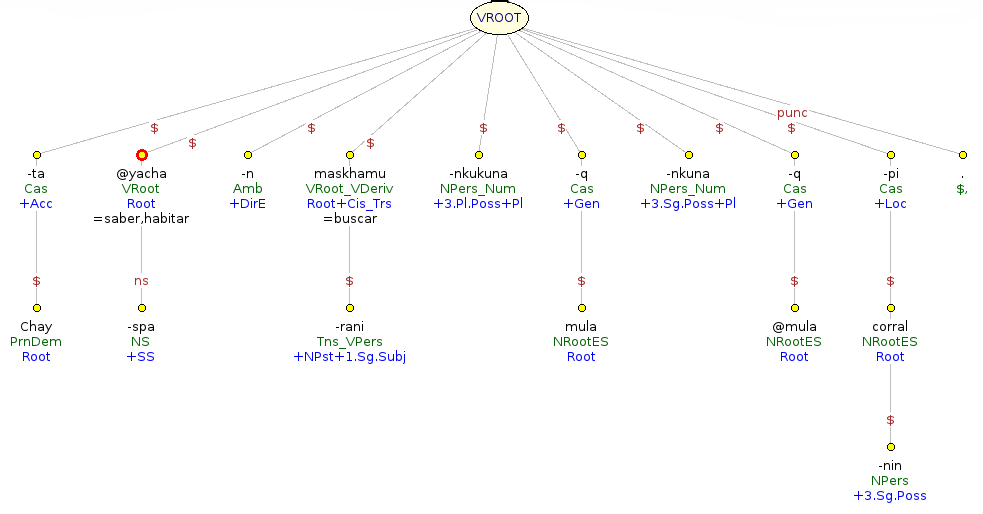 VROOT
punc
$ $ $ $ $ $ $ $ $
-ta @yacha -n maskhamu -nkukuna -q -nkuna -q -pi .
Cas VRoot Amb VRoot_VDeriv NPers_Num Cas NPers_Num Cas Cas $,
+Acc Root +DirE Root+Cis_Trs +3.Pl.Poss+Pl +Gen +3.Sg.Poss+Pl +Gen +Loc
=saber,habitar =buscar
$ ns $ $ $ $
Chay -spa -rani mula @mula corral
PrnDem NS Tns_VPers NRootES NRootES NRootES
Root +SS +NPst+1.Sg.Subj Root Root Root
$
-nin
NPers
+3.Sg.Poss